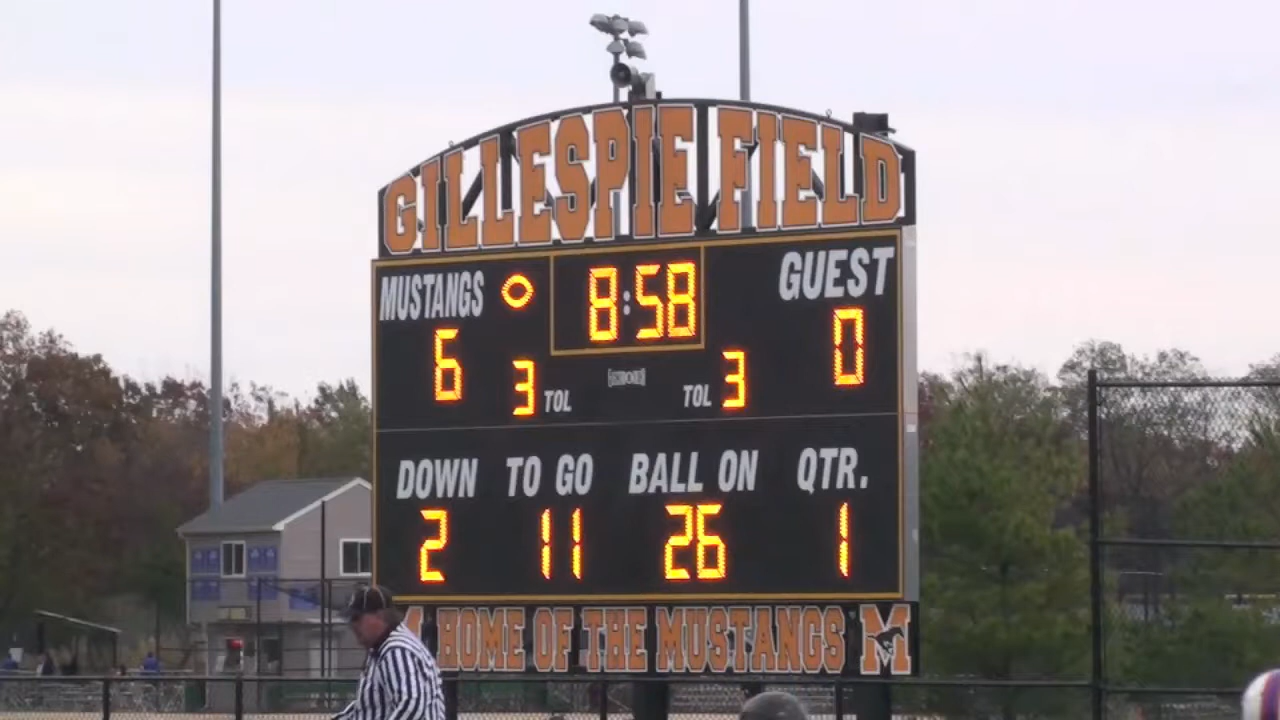 GILLESPIE FIELD
MUSTANGS 8:58 GUEST
6 3 TOL TOL 3 0
DOWN TO GO BALL ON QTR.
2 11 26 1
M HOME OF THE MUSTANGS M